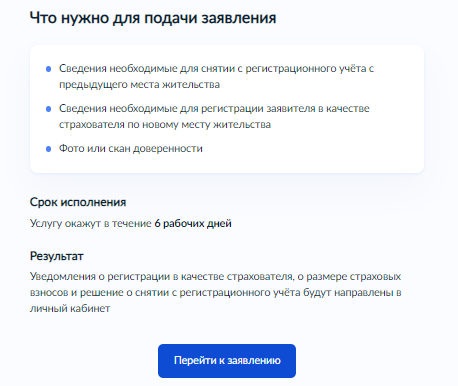 Что нужно для подачи заявления
Сведения необходимые для снятии с регистрационного учёта с
предыдущего места жительства
Сведения необходимые для регистрации заявителя в качестве
страхователя по новому месту жительства
Фото или скан доверенности
Срок исполнения
Услугу окажут в течение 6 рабочих дней
Результат
Уведомления о регистрации в качестве страхователя, о размере страховых
взносов и решение о снятии с регистрационного учёта будут направлены в
личный кабинет
Перейти к заявлению